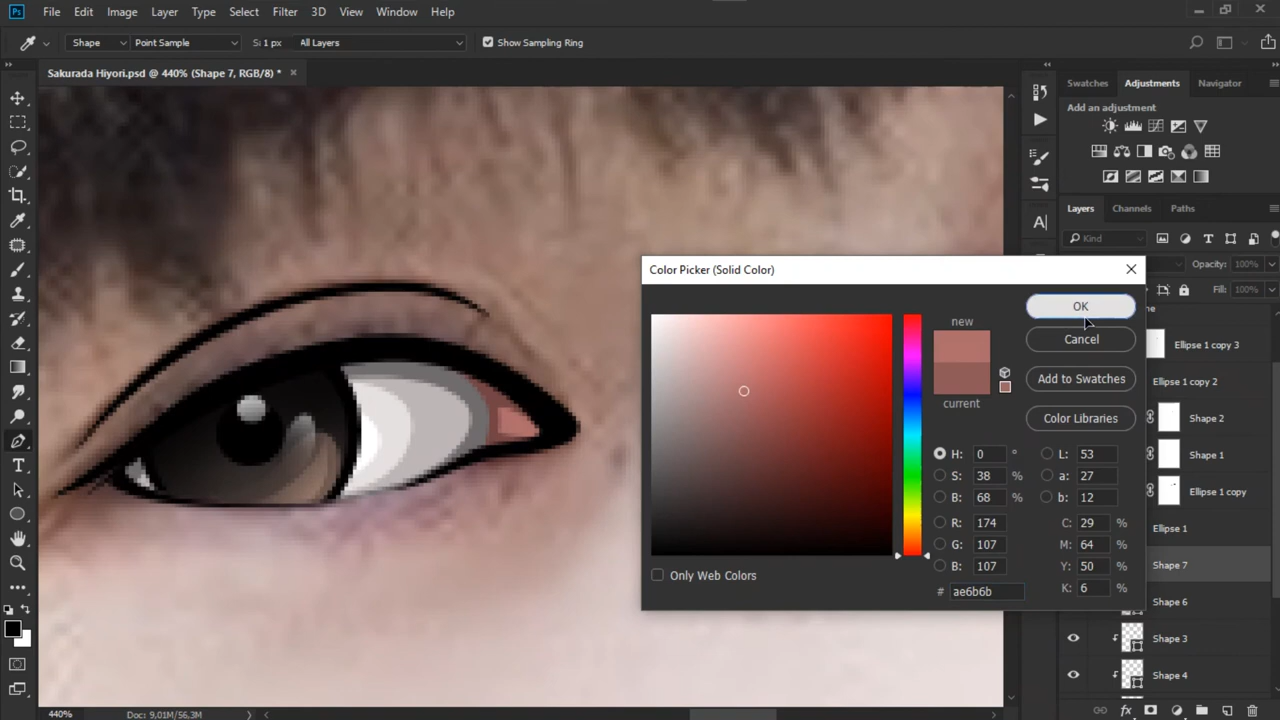 Ps File Edit Image Layer Type Select Filter 3D View Window Help
Shape Point Sample S: 1 px All Layers Show Sampling Ring
Sakurada Hiyori.psd @ 440% (Shape 7, RGB/8) *
Swatches Adjustments Navigator
Add an adjustment
Layers Channels Paths
Kind
Opacity: 100%
Fill: 100%
Ellipse 1 copy 3
Ellipse 1 copy 2
Shape 2
Shape 1
Ellipse 1 copy
Ellipse 1
Shape 7
Shape 6
Shape 3
Shape 4
Color Picker (Solid Color)
new
current
OK
Cancel
Add to Swatches
Color Libraries
H: 0 ° L: 53
S: 38 % a: 27
B: 68 % b: 12
R: 174 C: 29 %
G: 107 M: 64 %
B: 107 Y: 50 %
# ae6b6b K: 6 %
Only Web Colors
440% Doc: 9,01M/56,3M